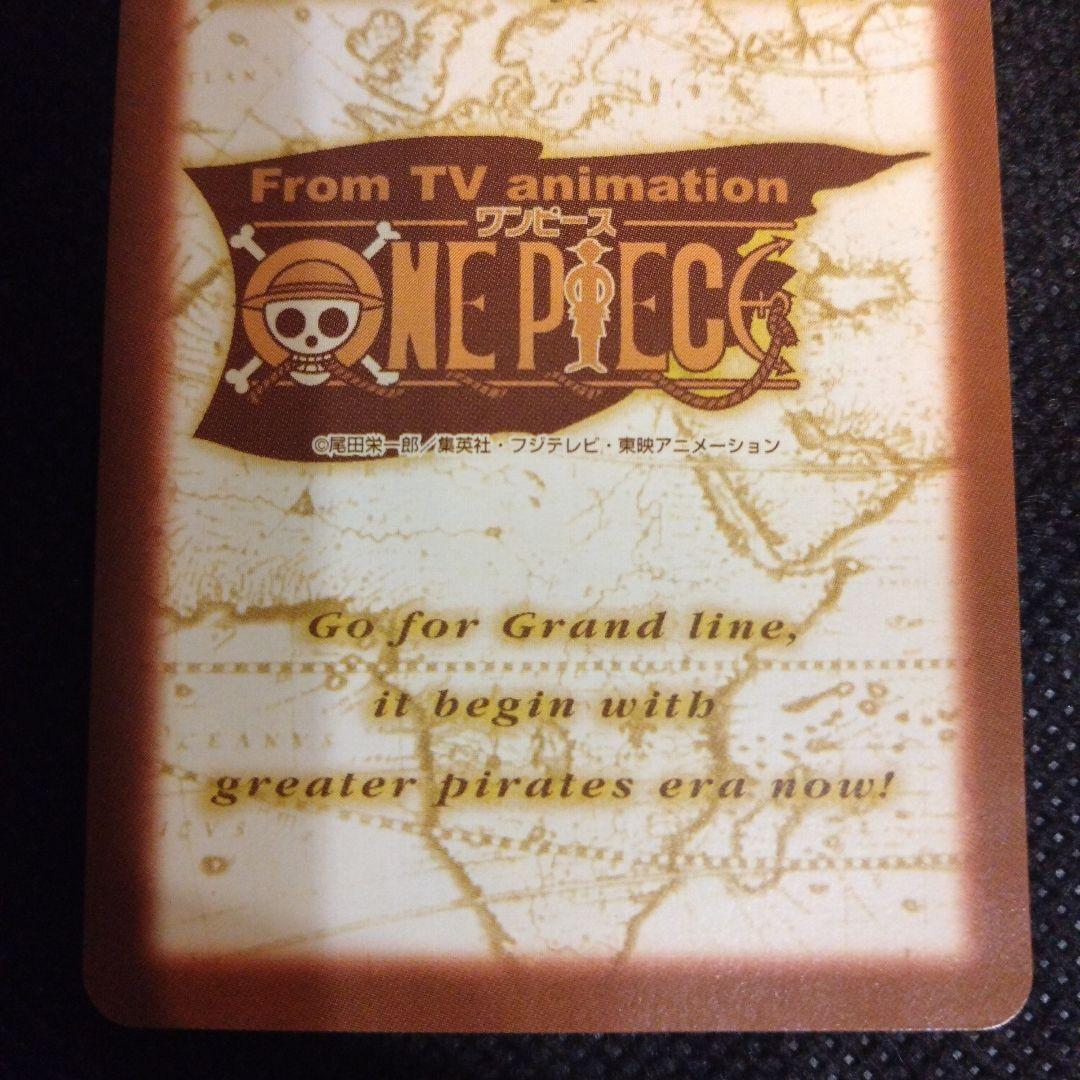 From TV animation
ワンピース
ONE PIECE
©尾田栄一郎／集英社・フジテレビ・東映アニメーション
Go for Grand line,
it begin with
greater pirates era now!